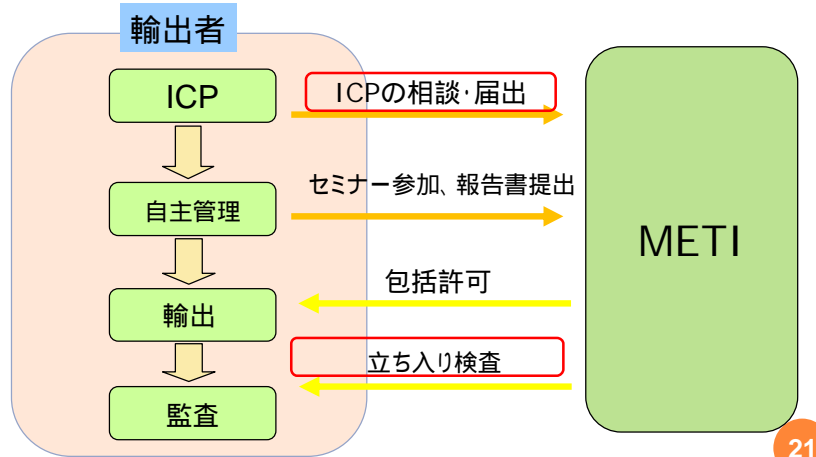 輸出者
ICP
ICPの相談・届出
セミナー参加、報告書提出
自主管理
METI
包括許可
輸出
立ち入り検査
監査
21